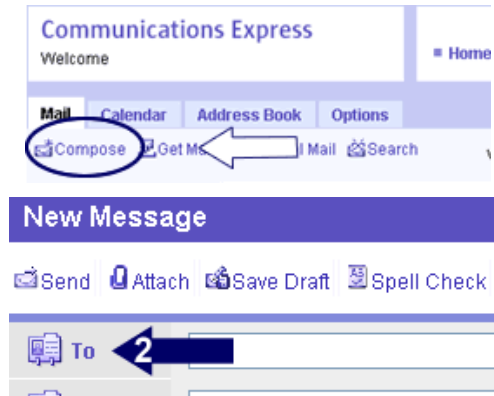 Communications Express
Welcome
Home
Mail Calendar Address Book Options
Compose Get Mail Search
New Message
Send Attach Save Draft Spell Check
To 2